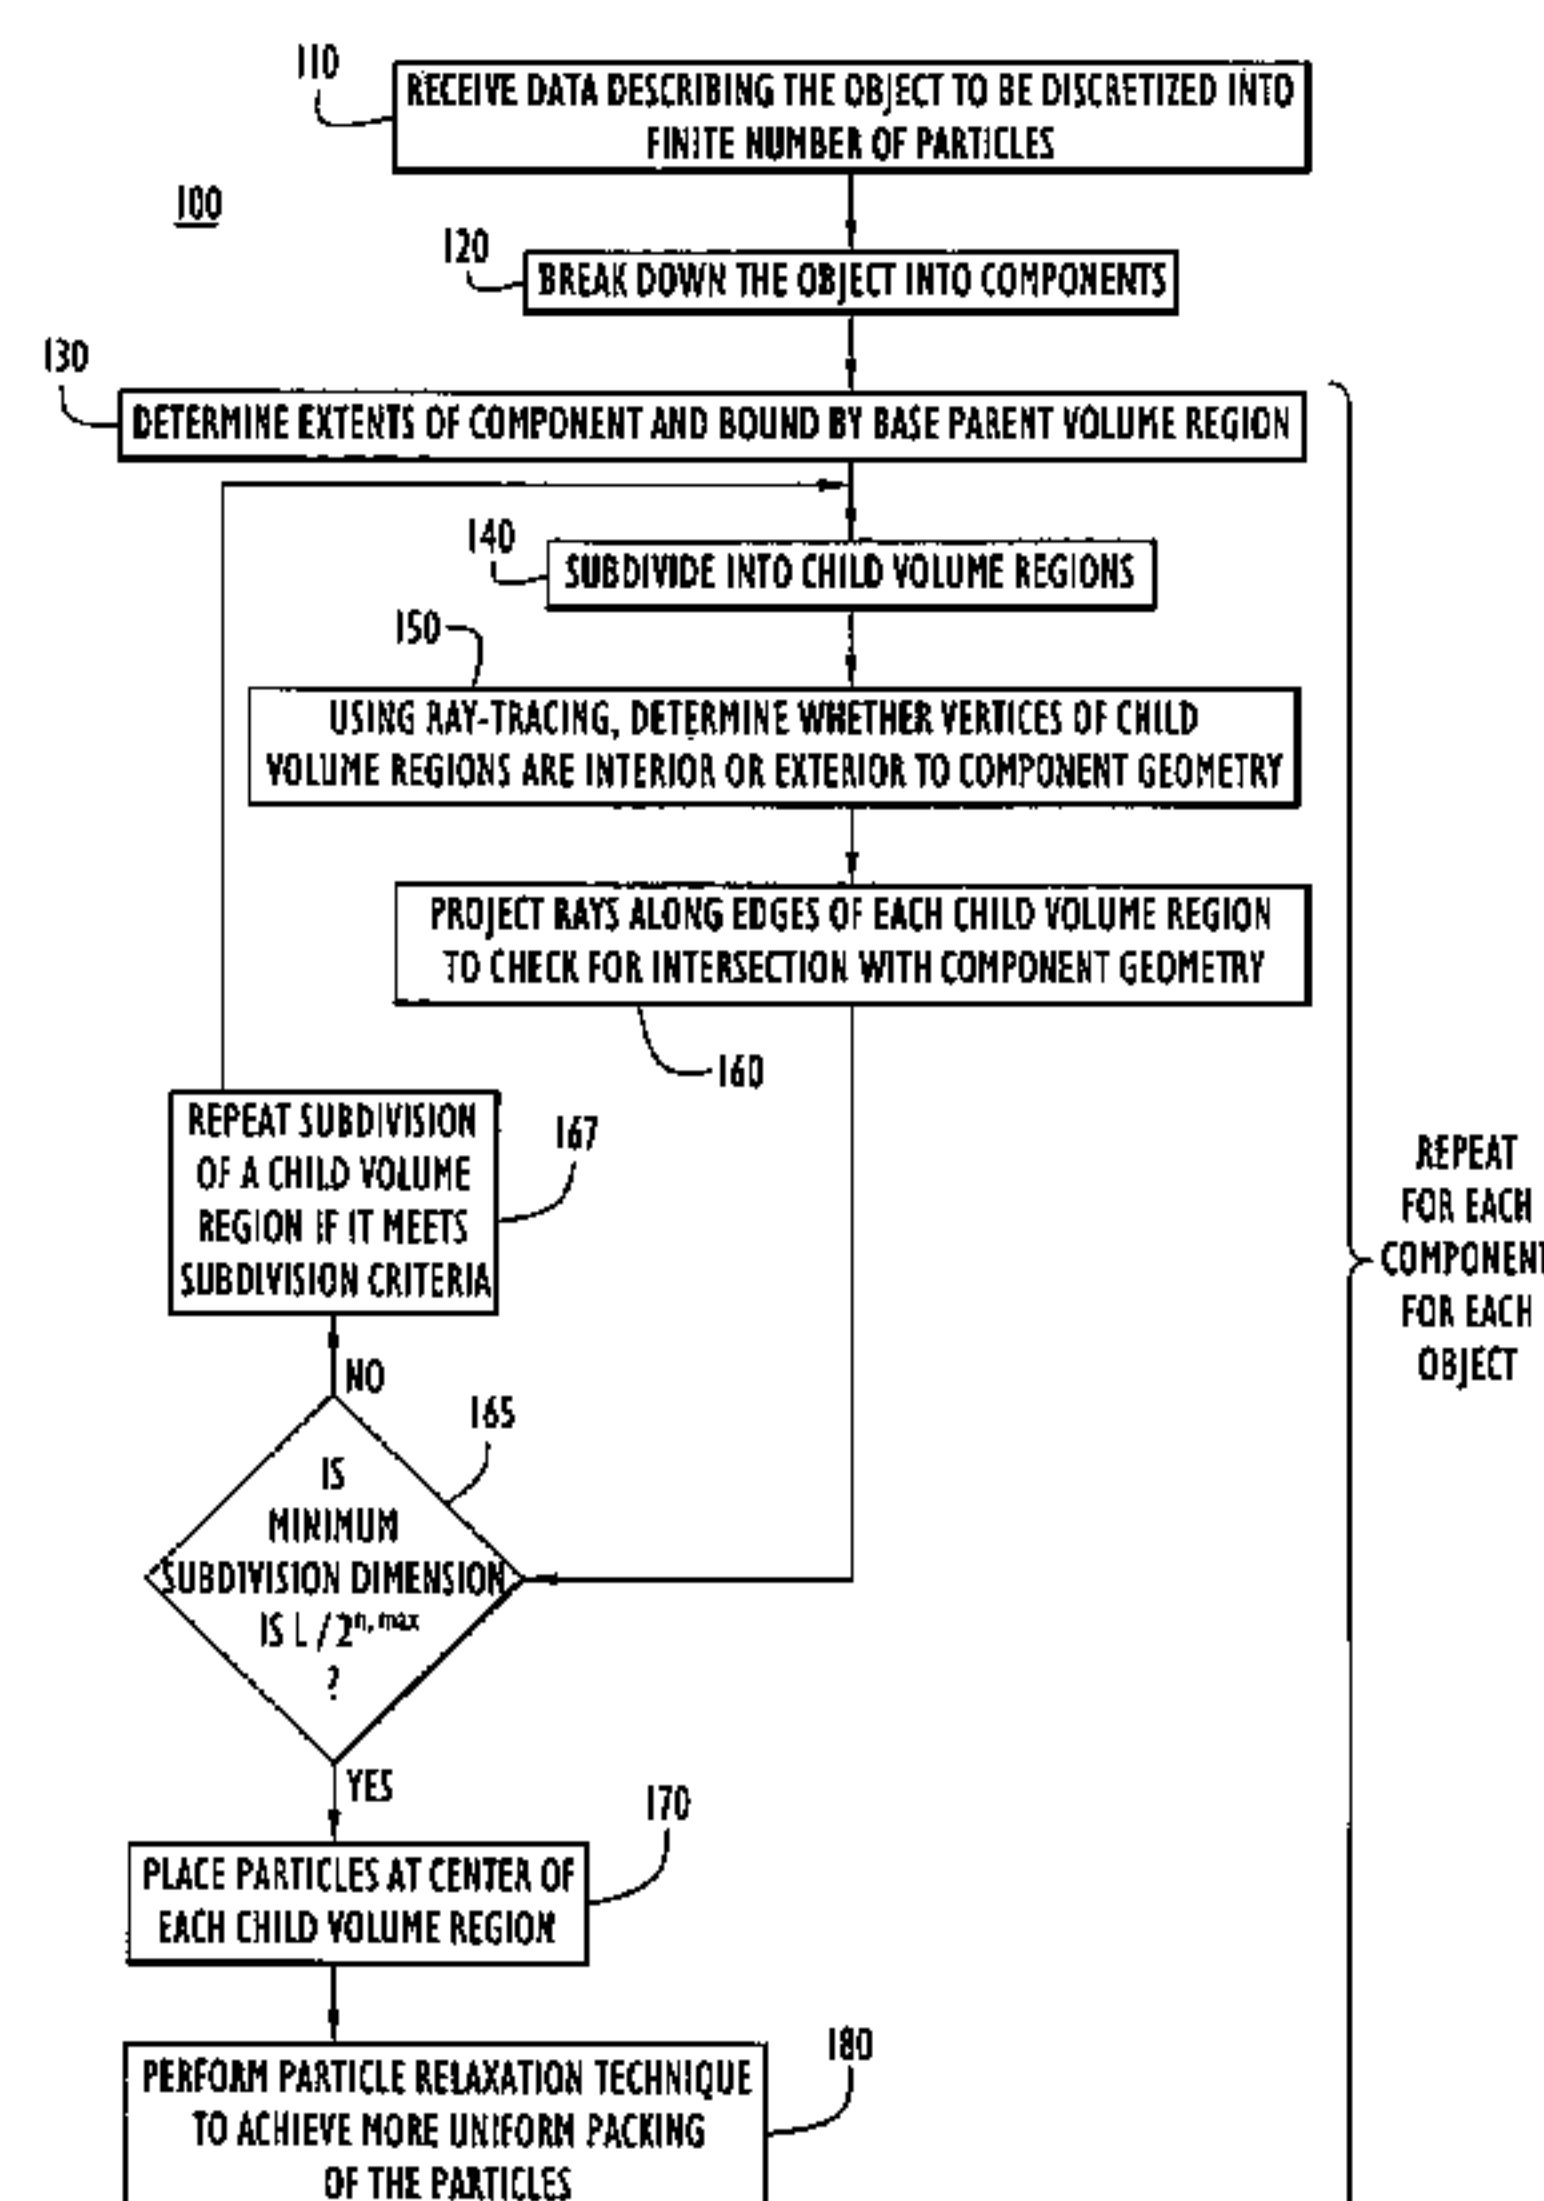 110
RECEIVE DATA DESCRIBING THE OBJECT TO BE DISCRETIZED INTO
FINITE NUMBER OF PARTICLES
100
120
BREAK DOWN THE OBJECT INTO COMPONENTS
130
DETERMINE EXTENTS OF COMPONENT AND BOUND BY BASE PARENT VOLUME REGION
140
SUBDIVIDE INTO CHILD VOLUME REGIONS
150
USING RAY-TRACING, DETERMINE WHETHER VERTICES OF CHILD
VOLUME REGIONS ARE INTERIOR OR EXTERIOR TO COMPONENT GEOMETRY
PROJECT RAYS ALONG EDGES OF EACH CHILD VOLUME REGION
TO CHECK FOR INTERSECTION WITH COMPONENT GEOMETRY
160
REPEAT SUBDIVISION
OF A CHILD VOLUME
REGION IF IT MEETS
SUBDIVISION CRITERIA
167
REPEAT
FOR EACH
COMPONENT
FOR EACH
OBJECT
NO
165
IS
MINIMUM
SUBDIVISION DIMENSION
IS L / 2^n, max
?
YES
170
PLACE PARTICLES AT CENTER OF
EACH CHILD VOLUME REGION
180
PERFORM PARTICLE RELAXATION TECHNIQUE
TO ACHIEVE MORE UNIFORM PACKING
OF THE PARTICLES